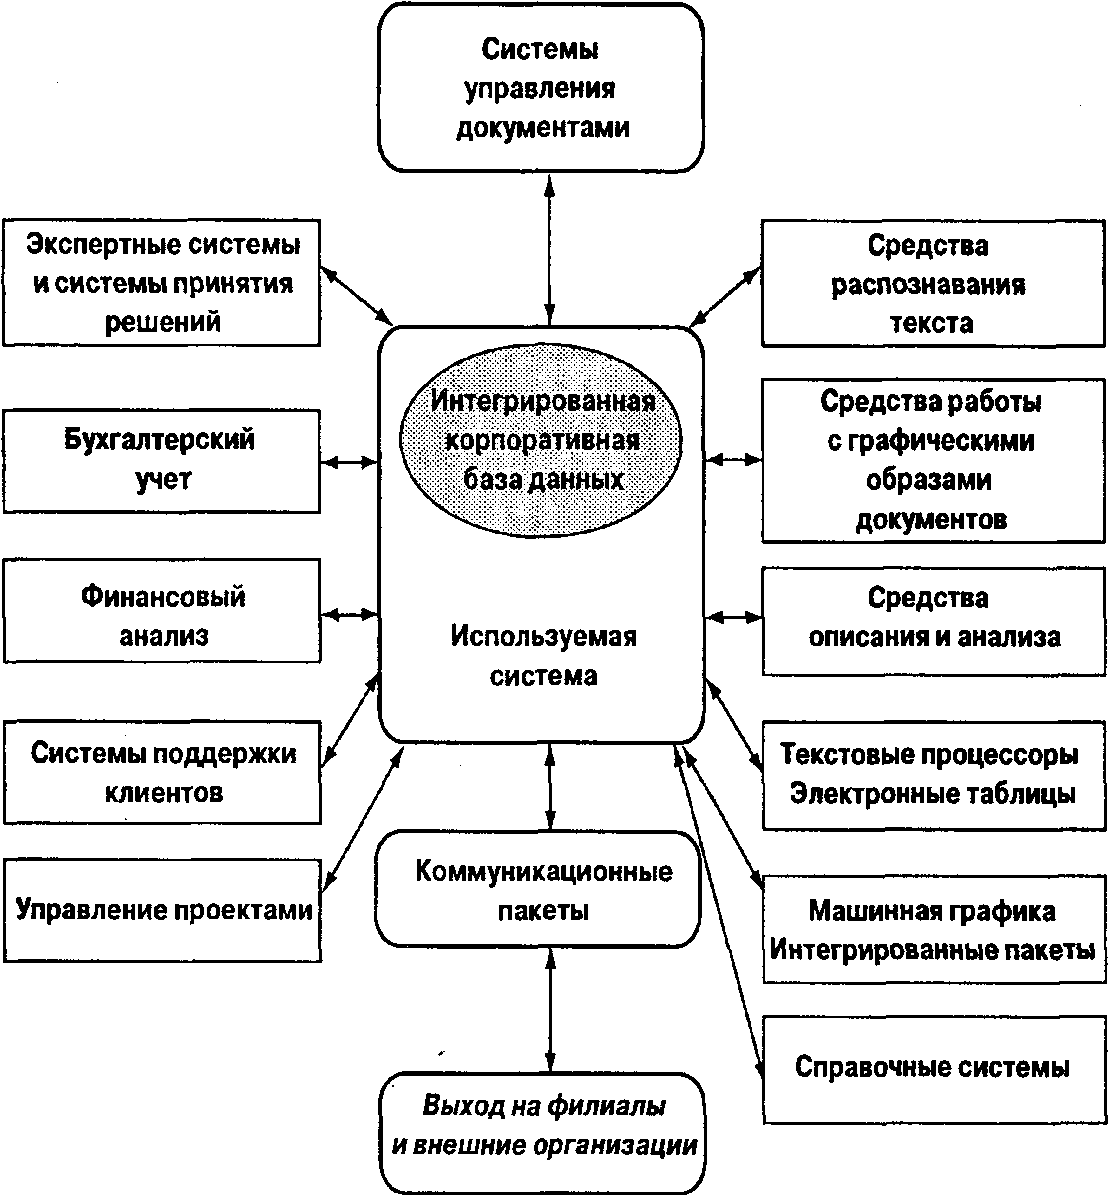 Системы
управления
документами
Экспертные системы
и системы принятия
решений
Средства
распознавания
текста
Интегрированная
корпоративная
база данных
Используемая
система
Бухгалтерский
учет
Средства работы
с графическими
образами
документов
Финансовый
анализ
Средства
описания и анализа
Системы поддержки
клиентов
Текстовые процессоры
Электронные таблицы
Управление проектами
Коммуникационные
пакеты
Машинная графика
Интегрированные пакеты
Справочные системы
Выход на филиалы
и внешние организации